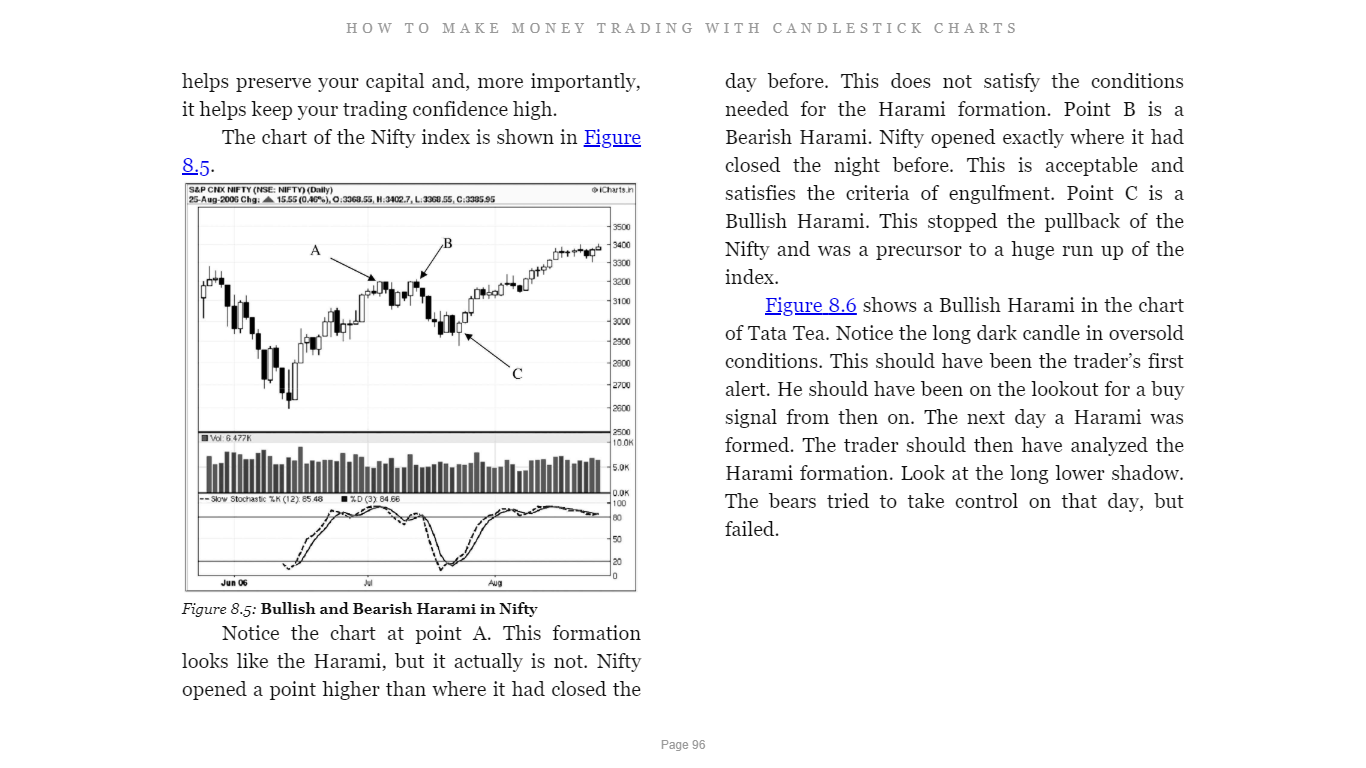 HOW TO MAKE MONEY TRADING WITH CANDLESTICK CHARTS
helps preserve your capital and, more importantly,
it helps keep your trading confidence high.
The chart of the Nifty index is shown in Figure
8.5.
S&P CNX NIFTY (NSE: NIFTY) (Daily)
© iCharts.in
25-Aug-2006 Chg: ▲ 15.55 (0.46%), O:3368.55, H:3402.7, L:3368.55, C:3385.95
A
B
C
3500
3400
3300
3200
3100
3000
2900
2800
2700
2600
2500
Vol: 6.477K
10.0K
5.0K
0.0K
Slow Stochastic %K (12): 85.48 %D (3): 84.66
100
80
50
20
0
Jun 06 Jul Aug
Figure 8.5: Bullish and Bearish Harami in Nifty
Notice the chart at point A. This formation
looks like the Harami, but it actually is not. Nifty
opened a point higher than where it had closed the
day before. This does not satisfy the conditions
needed for the Harami formation. Point B is a
Bearish Harami. Nifty opened exactly where it had
closed the night before. This is acceptable and
satisfies the criteria of engulfment. Point C is a
Bullish Harami. This stopped the pullback of the
Nifty and was a precursor to a huge run up of the
index.
Figure 8.6 shows a Bullish Harami in the chart
of Tata Tea. Notice the long dark candle in oversold
conditions. This should have been the trader’s first
alert. He should have been on the lookout for a buy
signal from then on. The next day a Harami was
formed. The trader should then have analyzed the
Harami formation. Look at the long lower shadow.
The bears tried to take control on that day, but
failed.
Page 96